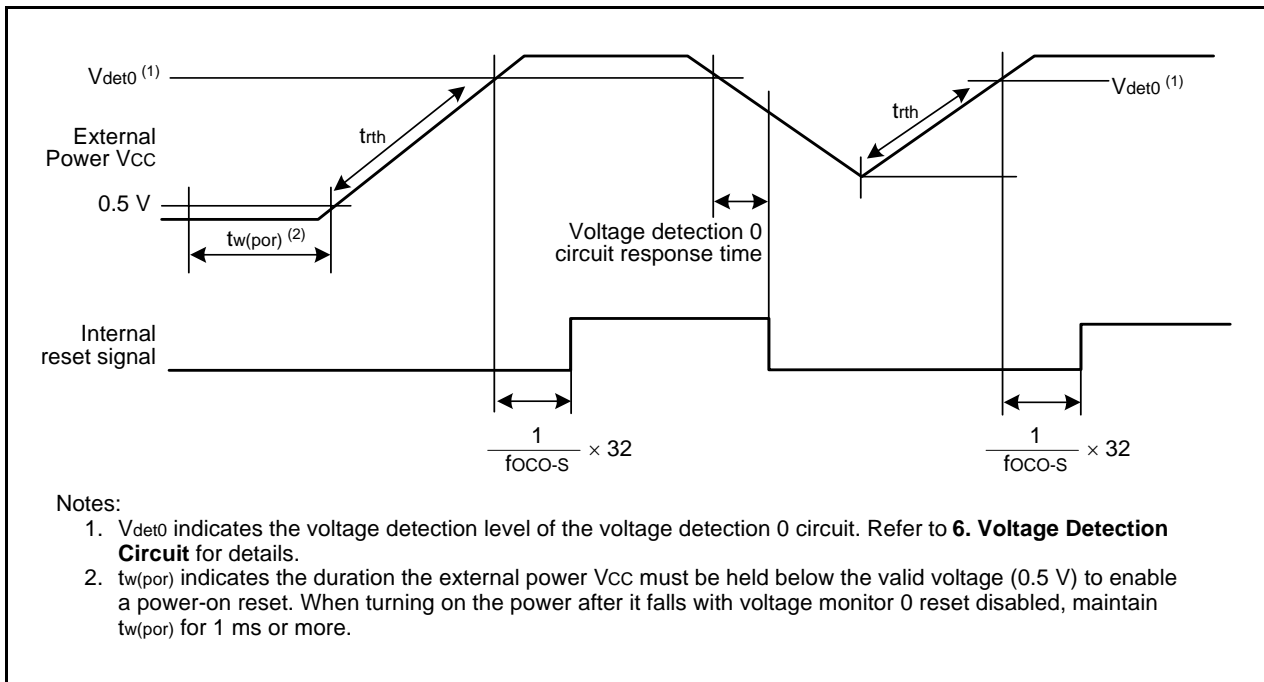 Vdet0 (1)
External
Power VCC
0.5 V
tw(por) (2)
trth
Voltage detection 0
circuit response time
trth
Vdet0 (1)
Internal
reset signal
1
fOCO-S
× 32
1
fOCO-S
× 32
Notes:
1. Vdet0 indicates the voltage detection level of the voltage detection 0 circuit. Refer to 6. Voltage Detection
Circuit for details.
2. tw(por) indicates the duration the external power VCC must be held below the valid voltage (0.5 V) to enable
a power-on reset. When turning on the power after it falls with voltage monitor 0 reset disabled, maintain
tw(por) for 1 ms or more.